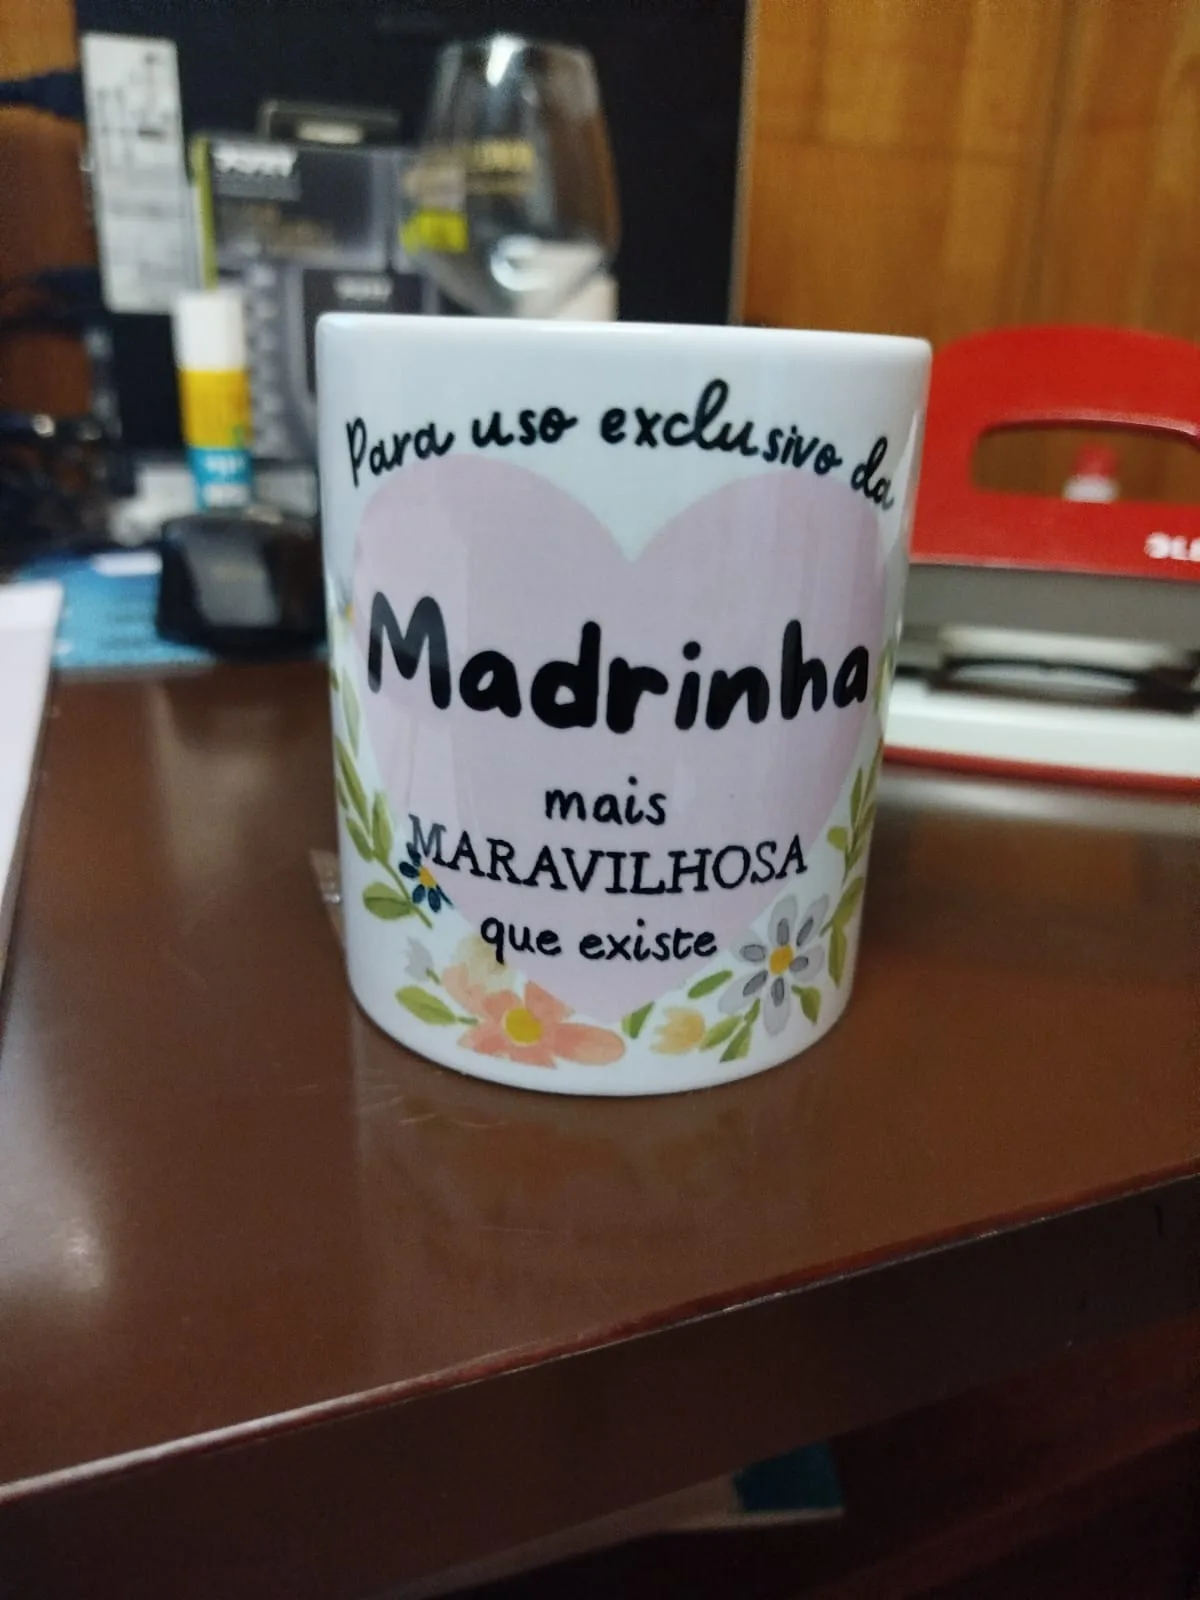 Para uso exclusivo da
Madrinha
mais
MARAVILHOSA
que existe